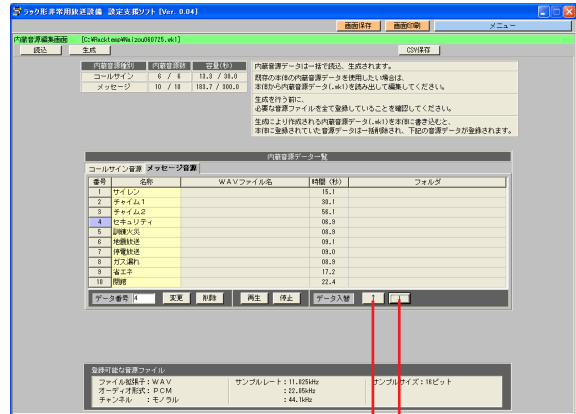 ラック形非常用放送設備 設定支援ソフト [Ver. 0.04]
画面保存 画面印刷 メニュー
内蔵音源編集画面 [C:¥Racktemp¥Naizou060725.wk1]
読込 生成 CSV保存
内蔵音源種別 内蔵音源数 容量(秒)
コールサイン 6 / 6 13.3 / 30.0
メッセージ 10 / 10 183.7 / 300.0
内蔵音源データは一括で読込、生成されます。
既存の本体の内蔵音源データを使用したい場合は、
本体から内蔵音源データ(.wk1)を読み出して編集してください。
生成を行う前に、
必要な音源ファイルを全て登録していることを確認してください。
生成により作成される内蔵音源データ(.wk1)を本体に書き込むと、
本体に登録されていた音源データは一括削除され、下記の音源データが登録されます。
内蔵音源データ一覧
コールサイン音源 メッセージ音源
番号 名称 WAVファイル名 時間 (秒) フォルダ
1 サイレン 15.1
2 チャイム1 30.1
3 チャイム2 56.1
4 セキュリティ 06.9
5 訓練火災 08.9
6 地震放送 09.1
7 停電放送 09.0
8 ガス漏れ 08.9
9 省エネ 17.2
10 閉館 22.4
データ番号 4 変更 削除 再生 停止 データ入替 ↑ ↓
登録可能な音源ファイル
ファイル拡張子:WAV サンプルレート:11.025kHz サンプルサイズ:16ビット
オーディオ形式:PCM :22.05kHz
チャンネル :モノラル :44.1kHz